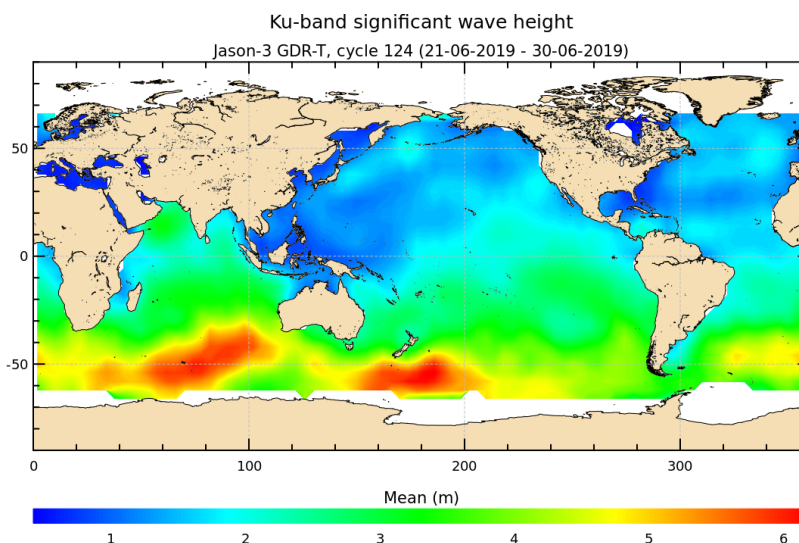 Ku-band significant wave height
Jason-3 GDR-T, cycle 124 (21-06-2019 - 30-06-2019)
50
0
-50
0 100 200 300
Mean (m)
1 2 3 4 5 6